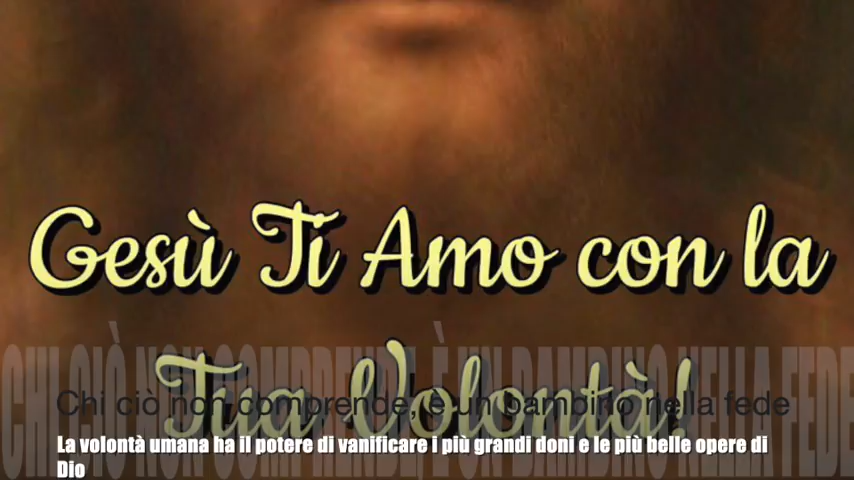 Gesù Ti Amo con la
Tua Volontà!
CHI CIÒ NON COMPRENDE, È UN BAMBINO NELLA FEDE
Chi ciò non comprende, è un bambino nella fede
La volontà umana ha il potere di vanificare i più grandi doni e le più belle opere di
Dio